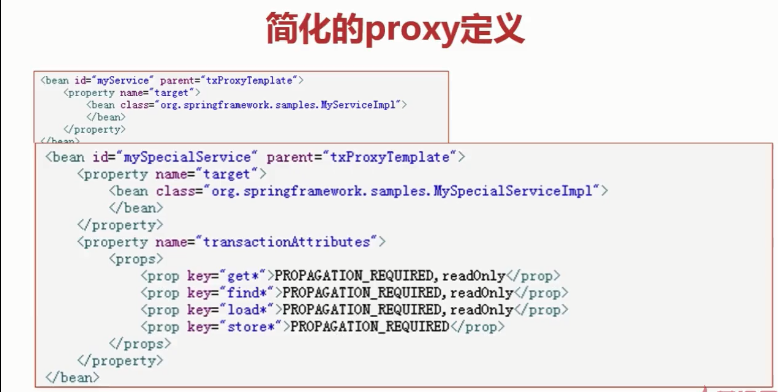 简化的proxy定义
<bean id="myService" parent="txProxyTemplate">
<property name="target">
<bean class="org.springframework.samples.MyServiceImpl">
</bean>
</property>
</bean>
<bean id="mySpecialService" parent="txProxyTemplate">
<property name="target">
<bean class="org.springframework.samples.MySpecialServiceImpl">
</bean>
</property>
<property name="transactionAttributes">
<props>
<prop key="get*">PROPAGATION_REQUIRED,readOnly</prop>
<prop key="find*">PROPAGATION_REQUIRED,readOnly</prop>
<prop key="load*">PROPAGATION_REQUIRED,readOnly</prop>
<prop key="store*">PROPAGATION_REQUIRED</prop>
</props>
</property>
</bean>